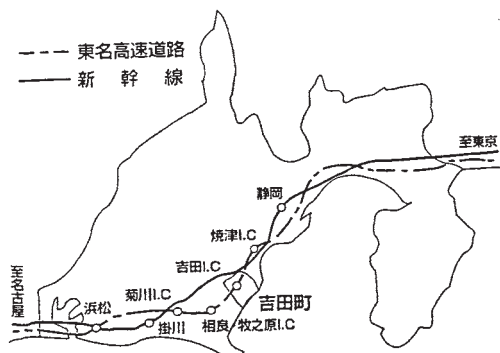 東名高速道路
新幹線
至東京
静岡
焼津I.C
吉田I.C
吉田町
至名古屋
浜松
菊川I.C
掛川
相良・牧之原I.C